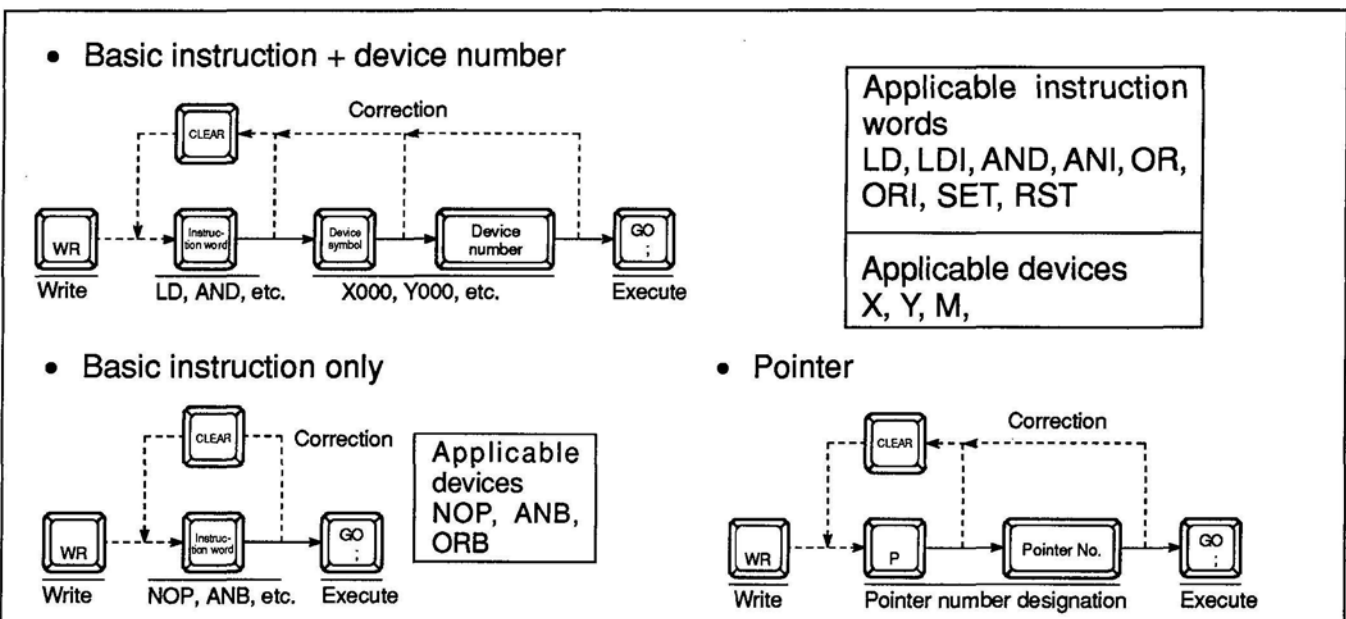 • Basic instruction + device number
Correction
CLEAR
WR
Instruc-
tion word
Device
symbol
Device
number
GO
;
Write
LD, AND, etc.
X000, Y000, etc.
Execute
Applicable instruction
words
LD, LDI, AND, ANI, OR,
ORI, SET, RST
Applicable devices
X, Y, M,
• Basic instruction only
CLEAR
Correction
WR
Instruc-
tion word
GO
;
Write
NOP, ANB, etc.
Execute
Applicable
devices
NOP, ANB,
ORB
• Pointer
Correction
CLEAR
WR
P
Pointer No.
GO
;
Write
Pointer number designation
Execute